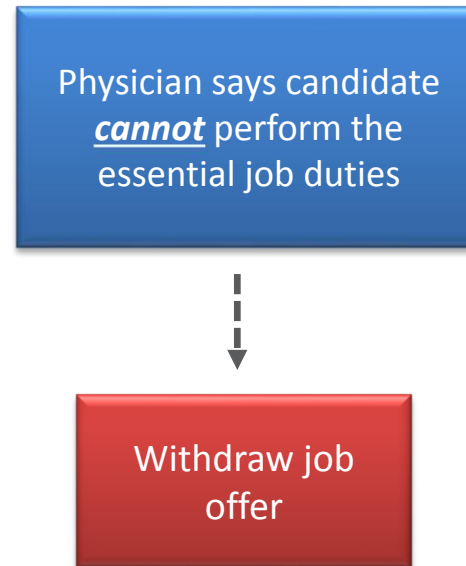 Physician says candidate
cannot perform the
essential job duties
Withdraw job
offer